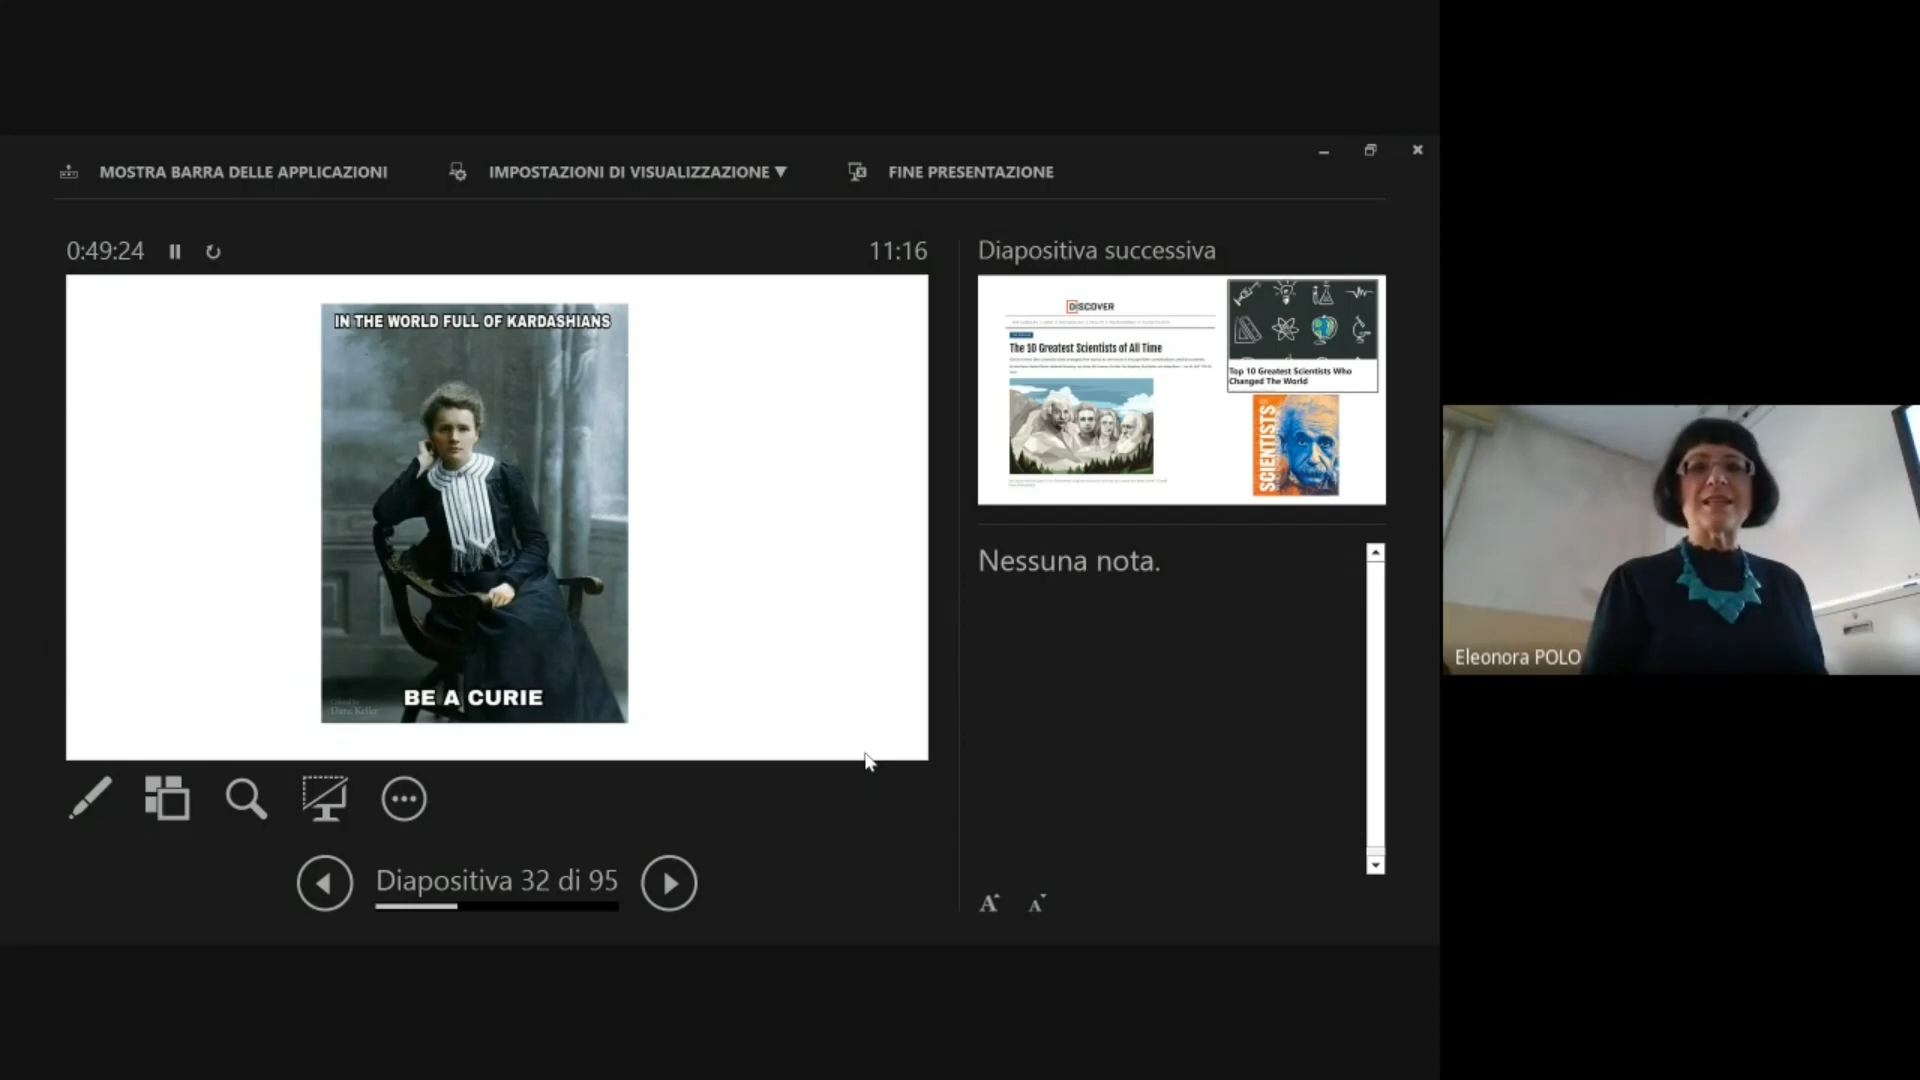 MOSTRA BARRA DELLE APPLICAZIONI
IMPOSTAZIONI DI VISUALIZZAZIONE ▼
FINE PRESENTAZIONE
0:49:24
11:16
IN THE WORLD FULL OF KARDASHIANS
BE A CURIE
Dana Keller
Diapositiva successiva
DISCOVER
The 10 Greatest Scientists of All Time
Top 10 Greatest Scientists Who
Changed The World
SCIENTISTS
Nessuna nota.
Diapositiva 32 di 95
A A
Eleonora POLO